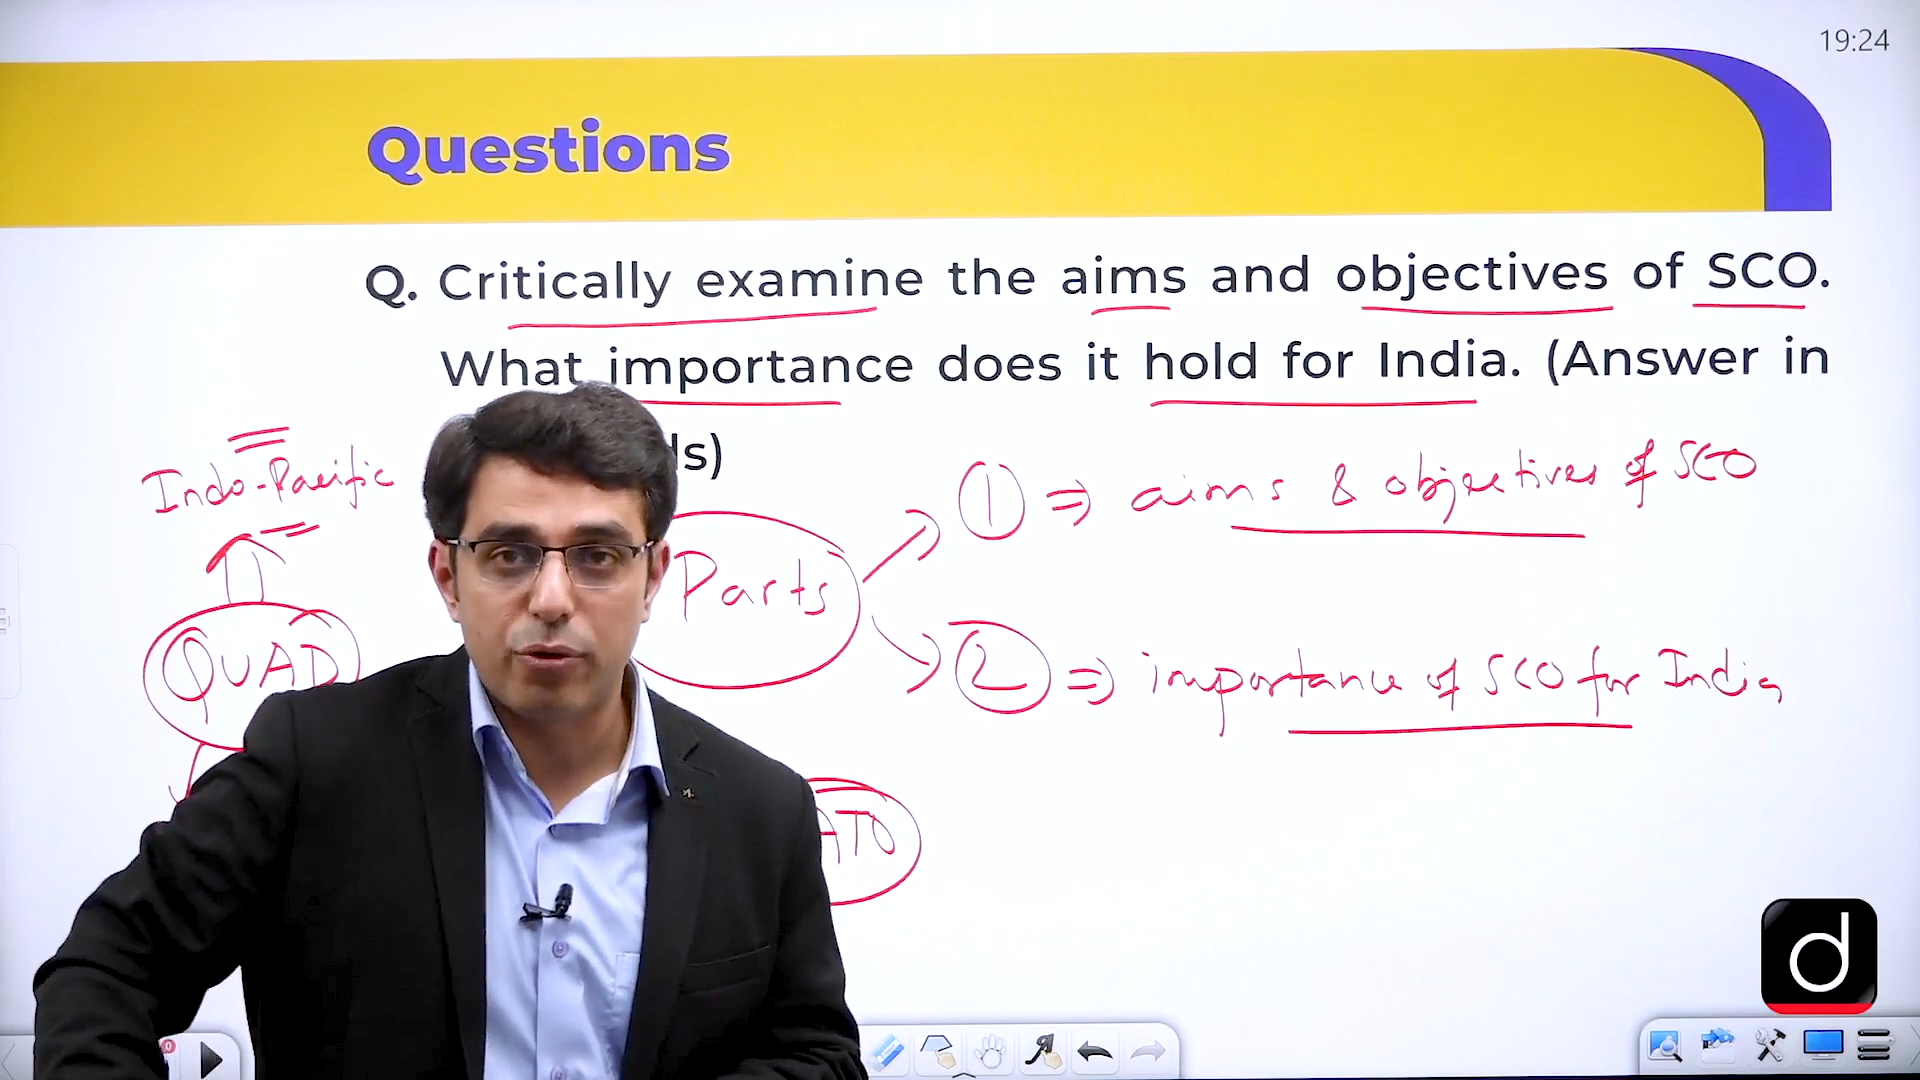 19:24
Questions
Q. Critically examine the aims and objectives of SCO.
What importance does it hold for India. (Answer in
ds)
Indo-Pacific
1 ⇒ aims & objectives of SCO
Parts
QUAD
2 ⇒ importance of SCO for India
ATO
d